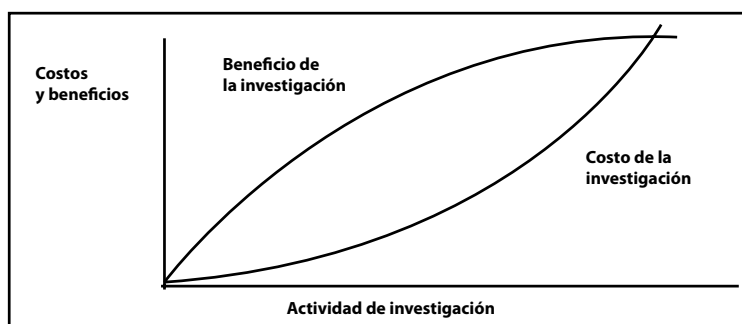 Costos
y beneficios
Beneficio de
la investigación
Costo de la
investigación
Actividad de investigación